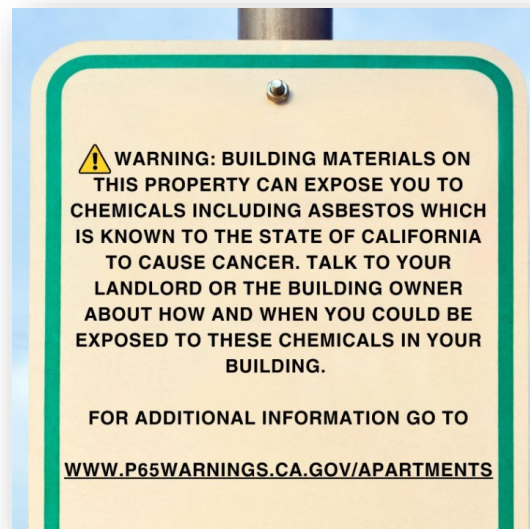 WARNING: BUILDING MATERIALS ON
THIS PROPERTY CAN EXPOSE YOU TO
CHEMICALS INCLUDING ASBESTOS WHICH
IS KNOWN TO THE STATE OF CALIFORNIA
TO CAUSE CANCER. TALK TO YOUR
LANDLORD OR THE BUILDING OWNER
ABOUT HOW AND WHEN YOU COULD BE
EXPOSED TO THESE CHEMICALS IN YOUR
BUILDING.
FOR ADDITIONAL INFORMATION GO TO
WWW.P65WARNINGS.CA.GOV/APARTMENTS